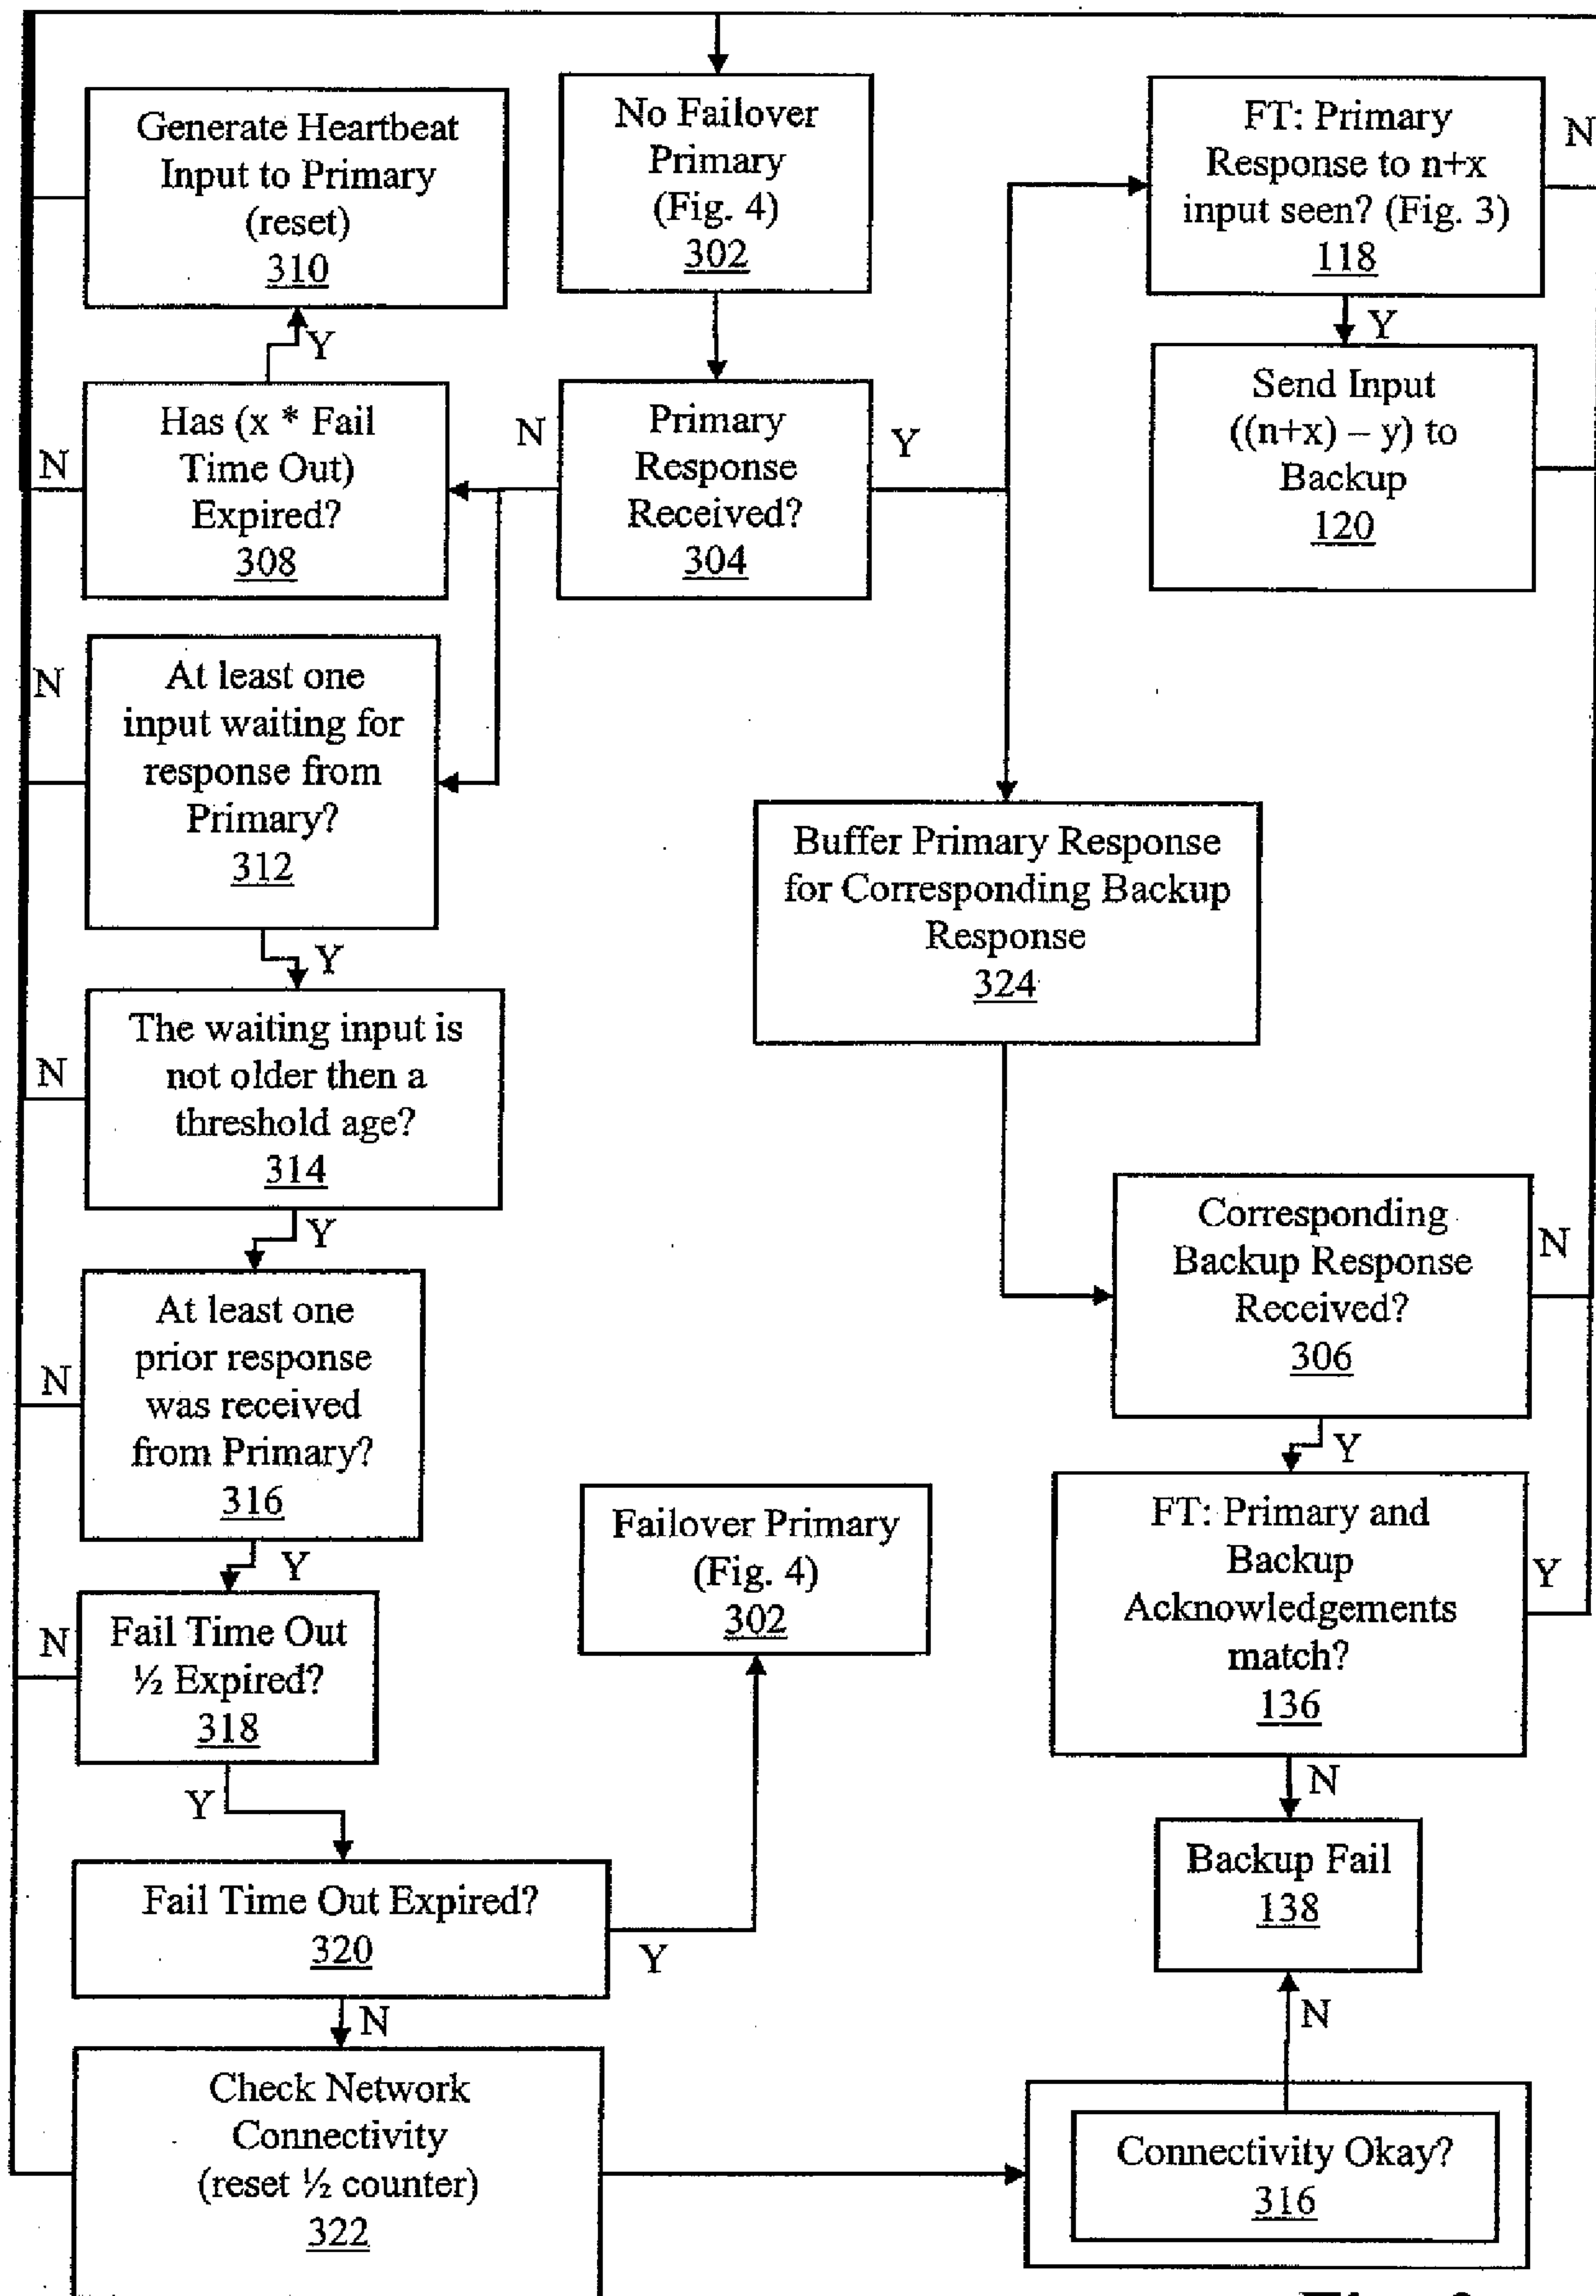 No Failover
Primary
(Fig. 4)
302
Generate Heartbeat
Input to Primary
(reset)
310
FT: Primary
Response to n+x
input seen? (Fig. 3)
118
N
Y
Y
Has (x * Fail
Time Out)
Expired?
308
N
N
Primary
Response
Received?
304
Y
Send Input
((n+x) – y) to
Backup
120
At least one
input waiting for
response from
Primary?
312
N
Y
Buffer Primary Response
for Corresponding Backup
Response
324
The waiting input is
not older then a
threshold age?
314
N
Y
Corresponding
Backup Response
Received?
306
N
Y
At least one
prior response
was received
from Primary?
316
N
Y
Failover Primary
(Fig. 4)
302
FT: Primary and
Backup
Acknowledgements
match?
136
Y
N
Fail Time Out
½ Expired?
318
N
Y
Backup Fail
138
N
Fail Time Out Expired?
320
Y
N
Check Network
Connectivity
(reset ½ counter)
322
Connectivity Okay?
316